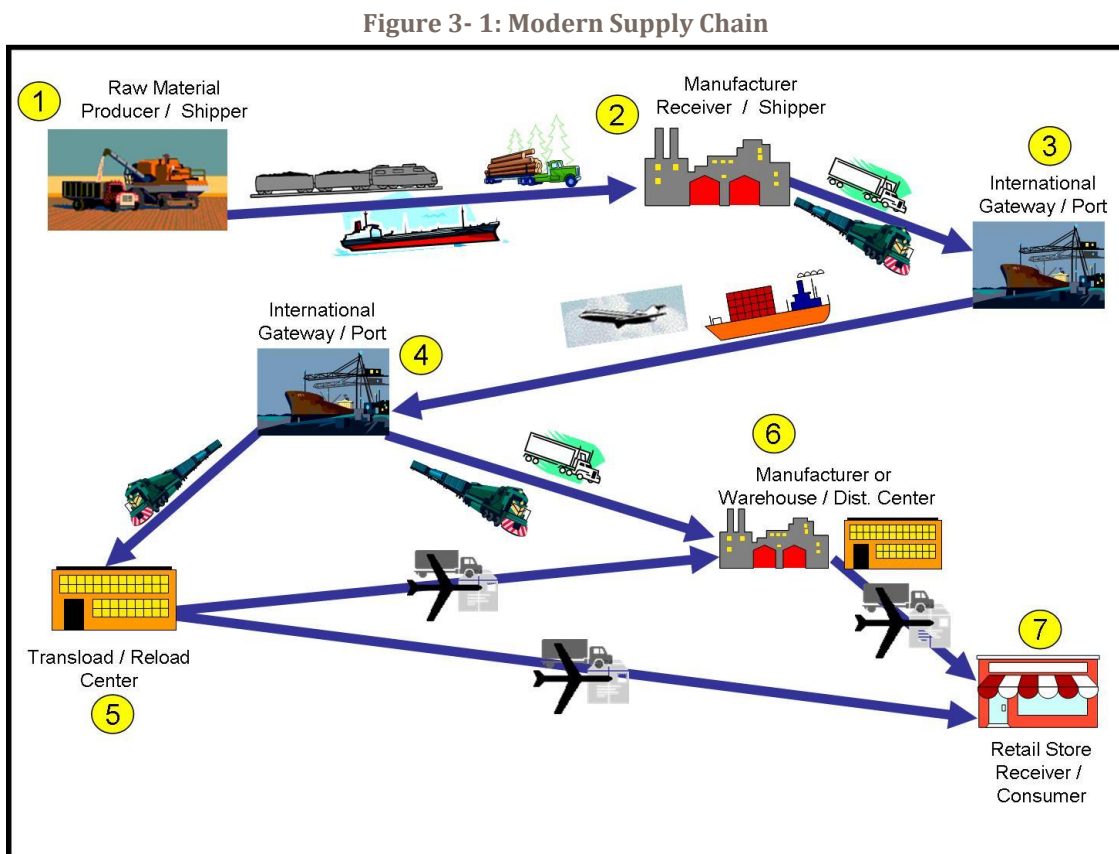 Figure 3- 1: Modern Supply Chain
1
Raw Material
Producer / Shipper
2
Manufacturer
Receiver / Shipper
3
International
Gateway / Port
International
Gateway / Port
4
6
Manufacturer or
Warehouse / Dist. Center
Transload / Reload
Center
5
7
Retail Store
Receiver /
Consumer